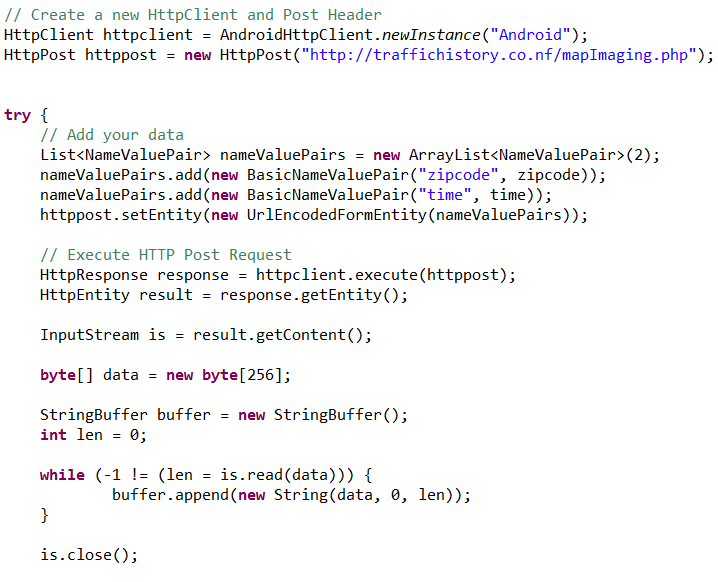 // Create a new HttpClient and Post Header
HttpClient httpclient = AndroidHttpClient.newInstance("Android");
HttpPost httppost = new HttpPost("http://traffichistory.co.nf/mapImaging.php");
try {
    // Add your data
    List<NameValuePair> nameValuePairs = new ArrayList<NameValuePair>(2);
    nameValuePairs.add(new BasicNameValuePair("zipcode", zipcode));
    nameValuePairs.add(new BasicNameValuePair("time", time));
    httppost.setEntity(new UrlEncodedFormEntity(nameValuePairs));
    // Execute HTTP Post Request
    HttpResponse response = httpclient.execute(httppost);
    HttpEntity result = response.getEntity();
    InputStream is = result.getContent();
    byte[] data = new byte[256];
    StringBuffer buffer = new StringBuffer();
    int len = 0;
    while (-1 != (len = is.read(data))) {
            buffer.append(new String(data, 0, len));
    }
    is.close();